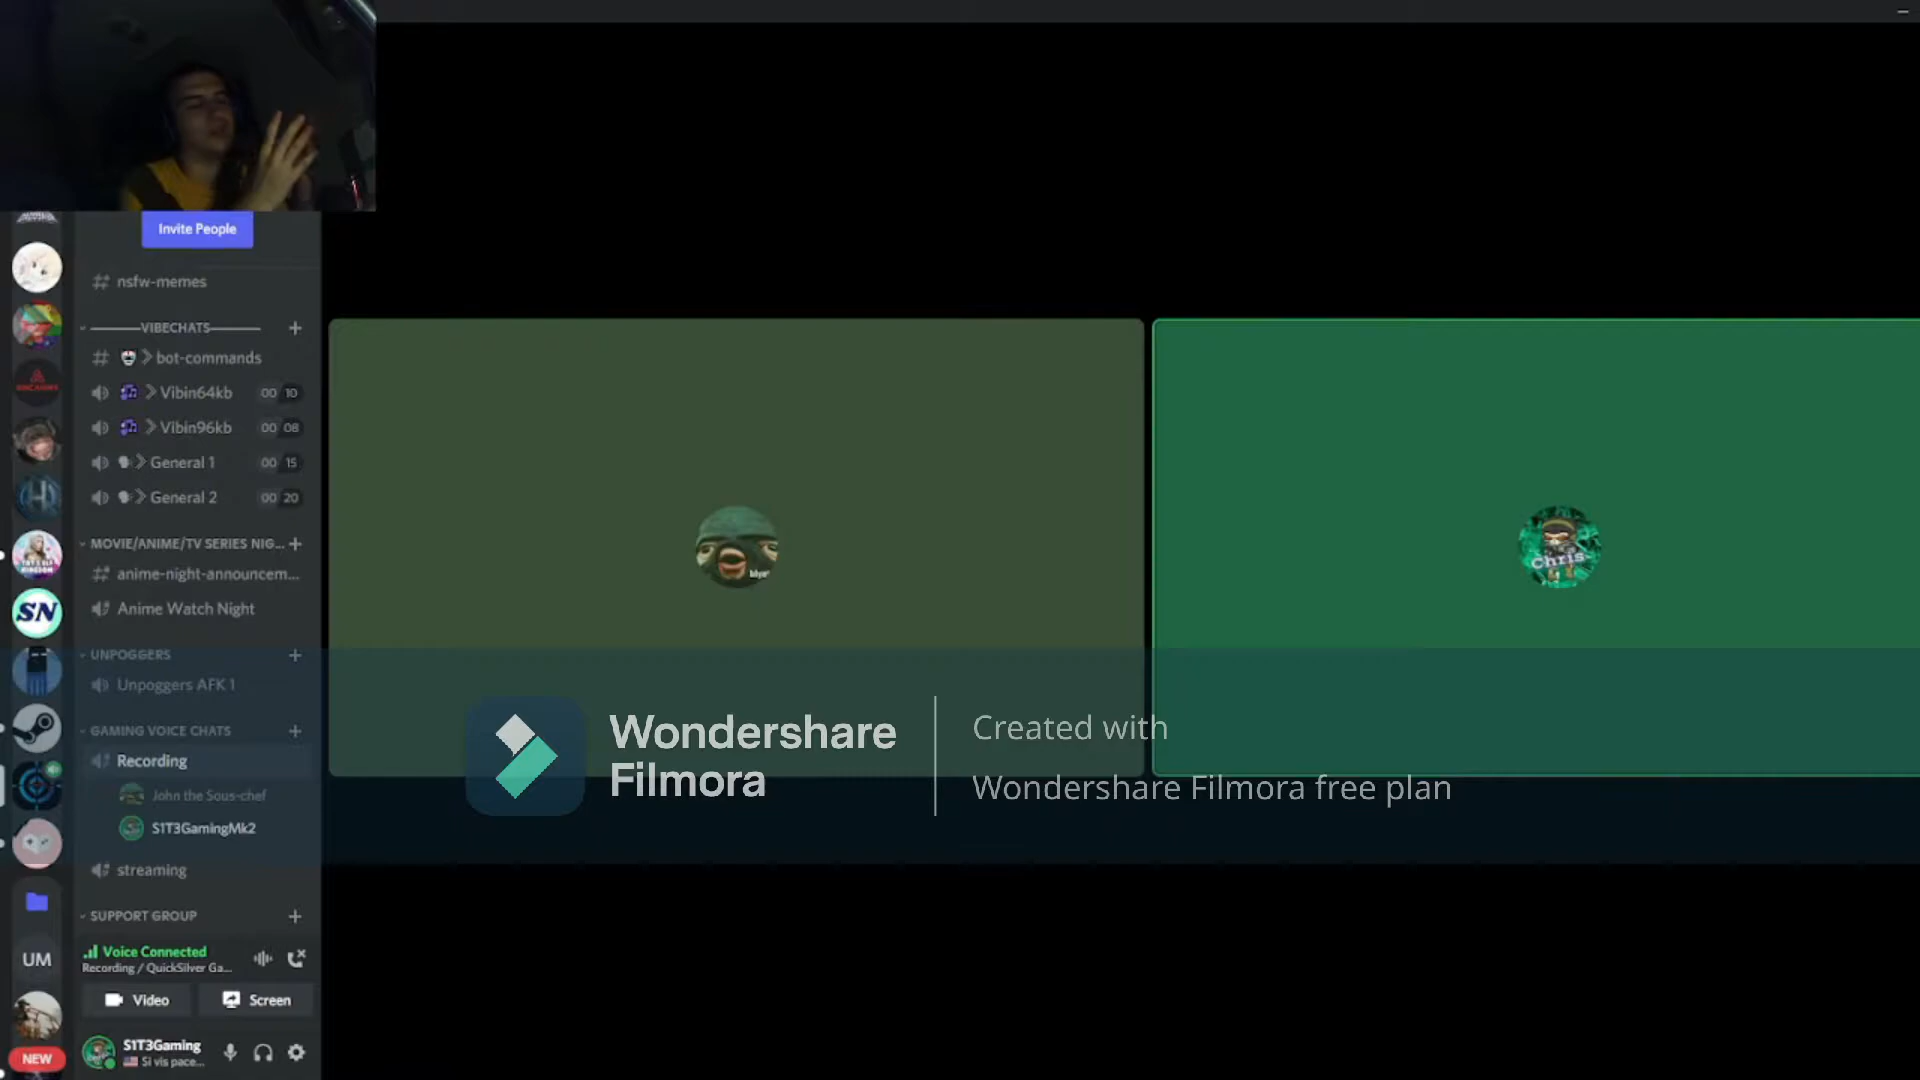 Invite People
nsfw-memes
VIBECHATS
bot-commands
Vibin64kb 00 10
Vibin96kb 00 08
General 1 00 15
General 2 00 20
MOVIE/ANIME/TV SERIES NIG...
anime-night-announcem...
Anime Watch Night
SN
UNPOGGERS
Unpoggers AFK 1
GAMING VOICE CHATS
Recording
John the Sous-chef
S1T3GamingMk2
streaming
SUPPORT GROUP
Voice Connected
Recording / QuickSilver Ga...
UM
Video Screen
S1T3Gaming
Si vis pace...
NEW
Chris
Wondershare
Filmora
Created with
Wondershare Filmora free plan